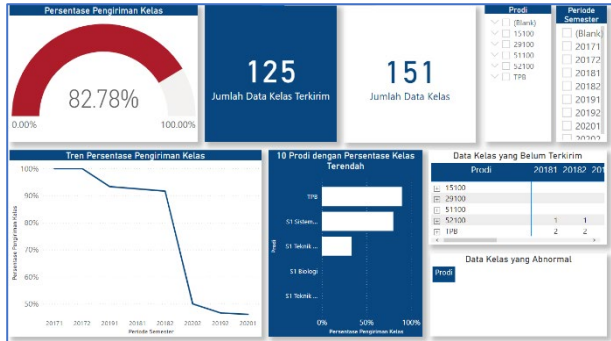 Persentase Pengiriman Kelas
82.78%
0.00%
100.00%
125
Jumlah Data Kelas Terkirim
151
Jumlah Data Kelas
Prodi
(Blank)
15100
29100
51100
52100
TPB
Periode
Semester
(Blank)
20171
20172
20181
20182
20191
20192
20201
20202
Tren Persentase Pengiriman Kelas
Persentase Pengiriman Kelas
100%
90%
80%
70%
60%
50%
20171 20172 20191 20181 20182 20202 20192 20201
Periode Semester
10 Prodi dengan Persentase Kelas
Terendah
Prodi
TPB
S1 Sistem...
S1 Teknik ...
S1 Biologi
S1 Teknik ...
0% 50% 100%
Persentase Pengiriman Kelas
Data Kelas yang Belum Terkirim
Prodi 20181 20182 201
15100
29100
51100
52100 1 1
TPB 2 2
Data Kelas yang Abnormal
Prodi